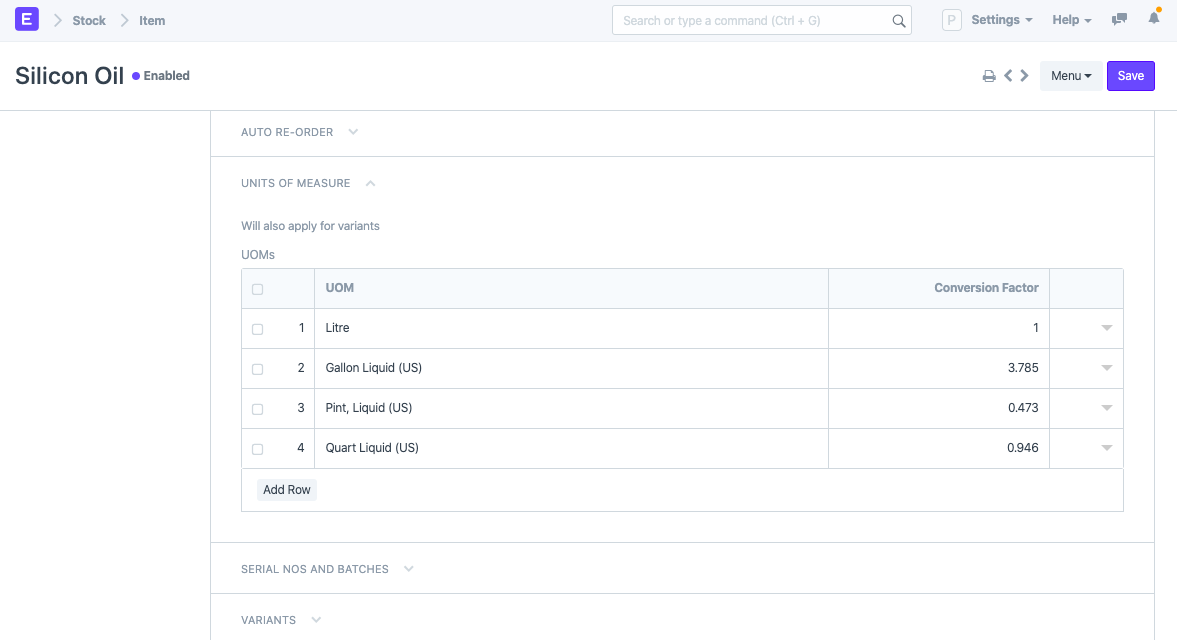 E Stock Item Search or type a command (Ctrl + G) P Settings Help
Silicon Oil Enabled Menu Save
AUTO RE-ORDER
UNITS OF MEASURE
Will also apply for variants
UOMs
UOM Conversion Factor
1 Litre 1
2 Gallon Liquid (US) 3.785
3 Pint, Liquid (US) 0.473
4 Quart Liquid (US) 0.946
Add Row
SERIAL NOS AND BATCHES
VARIANTS